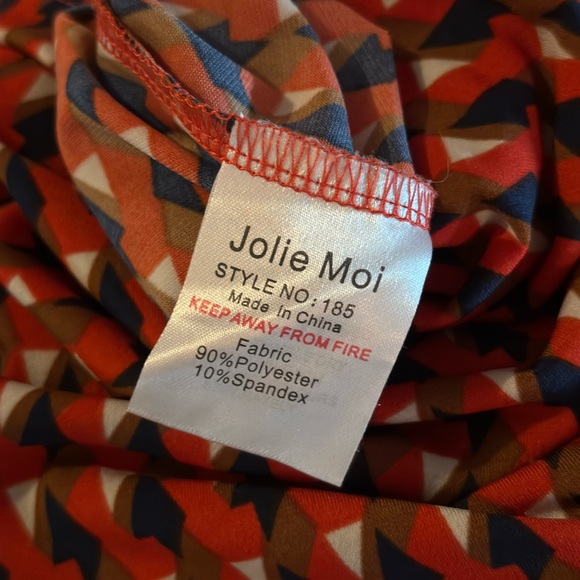 Jolie Moi
STYLE NO: 185
Made In China
KEEP AWAY FROM FIRE
Fabric
90%Polyester
10%Spandex